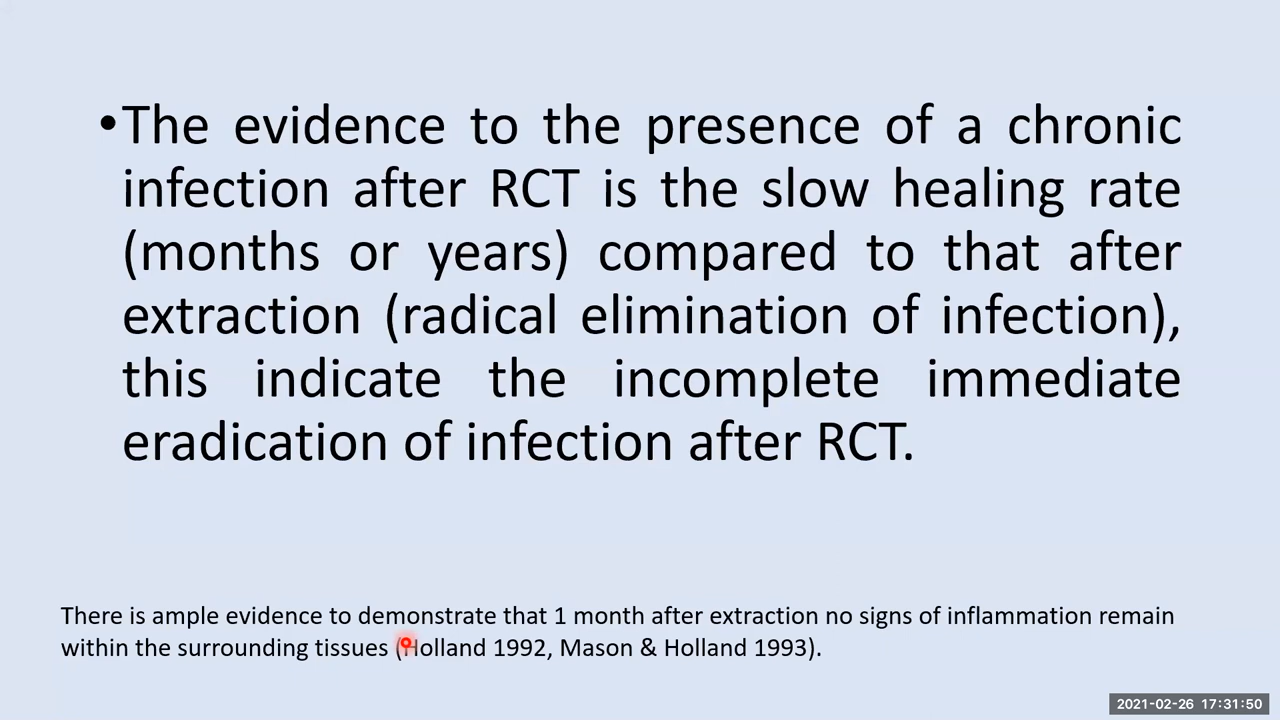 •The evidence to the presence of a chronic
infection after RCT is the slow healing rate
(months or years) compared to that after
extraction (radical elimination of infection),
this indicate the incomplete immediate
eradication of infection after RCT.
There is ample evidence to demonstrate that 1 month after extraction no signs of inflammation remain
within the surrounding tissues (Holland 1992, Mason & Holland 1993).
2021-02-26 17:31:50